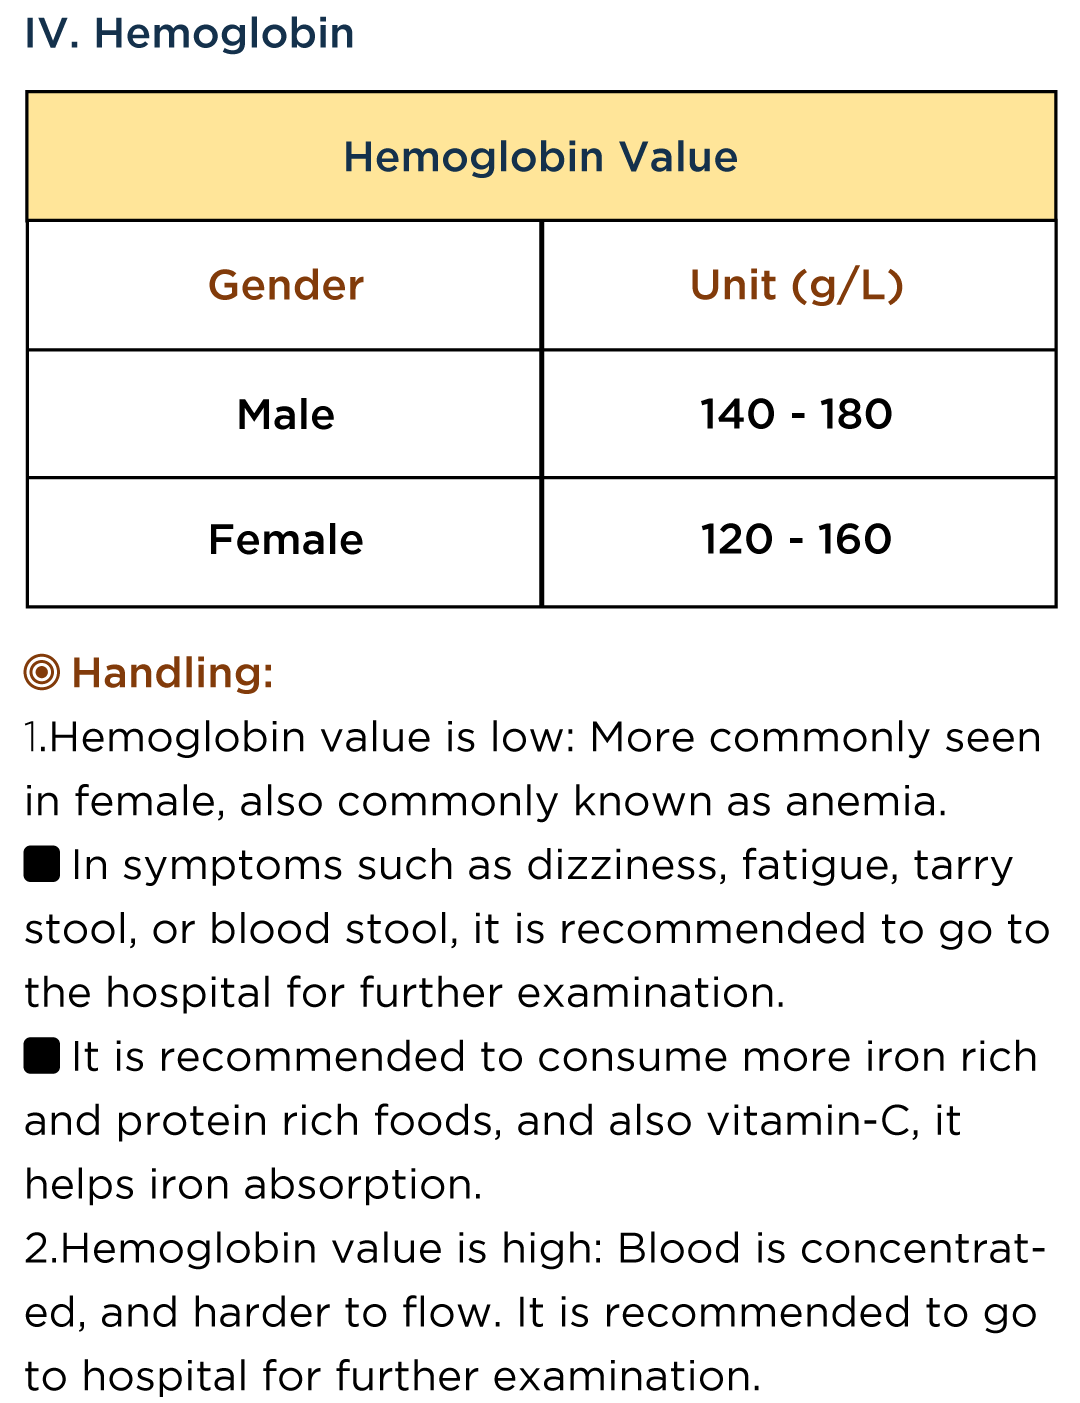 IV. Hemoglobin
Hemoglobin Value
Gender Unit (g/L)
Male 140 - 180
Female 120 - 160
Handling:
1.Hemoglobin value is low: More commonly seen
in female, also commonly known as anemia.
In symptoms such as dizziness, fatigue, tarry
stool, or blood stool, it is recommended to go to
the hospital for further examination.
It is recommended to consume more iron rich
and protein rich foods, and also vitamin-C, it
helps iron absorption.
2.Hemoglobin value is high: Blood is concentrat-
ed, and harder to flow. It is recommended to go
to hospital for further examination.